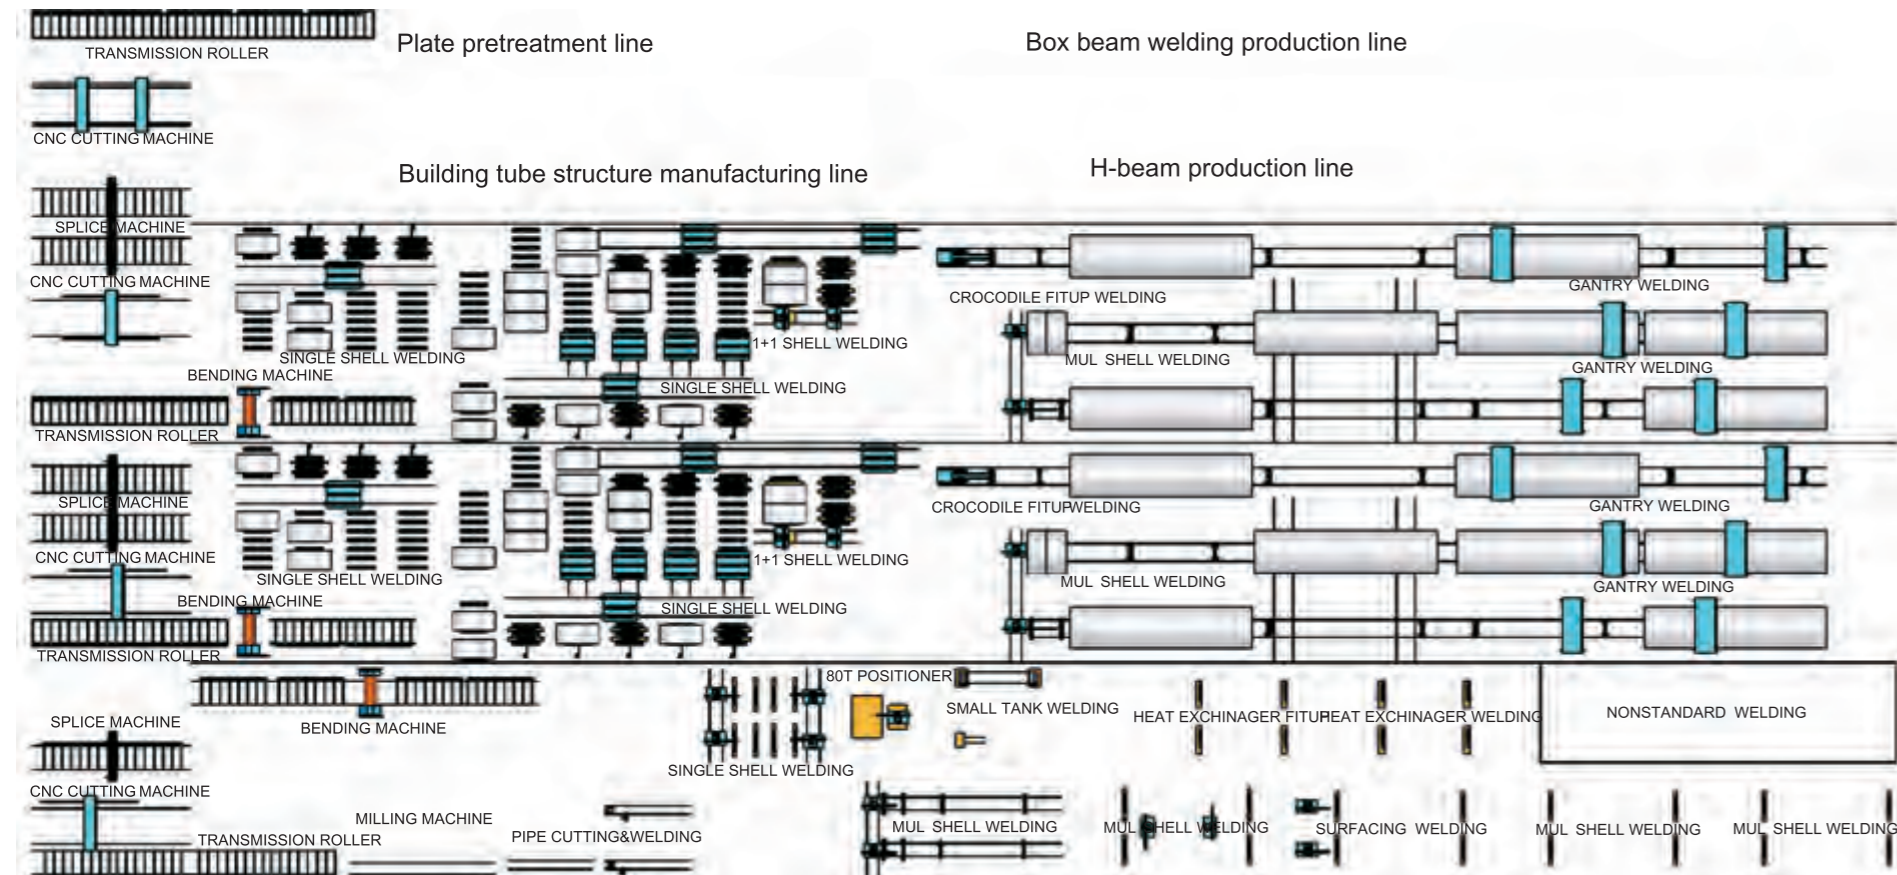 TRANSMISSION ROLLER
Plate pretreatment line
Box beam welding production line
CNC CUTTING MACHINE
Building tube structure manufacturing line
H-beam production line
SPLICE MACHINE
CNC CUTTING MACHINE
GANTRY WELDING
CROCODILE FITUP WELDING
1+1 SHELL WELDING
SINGLE SHELL WELDING
MUL SHELL WELDING
GANTRY WELDING
BENDING MACHINE
SINGLE SHELL WELDING
TRANSMISSION ROLLER
SPLICE MACHINE
CROCODILE FITUPWELDING
GANTRY WELDING
CNC CUTTING MACHINE
1+1 SHELL WELDING
SINGLE SHELL WELDING
MUL SHELL WELDING
GANTRY WELDING
BENDING MACHINE
SINGLE SHELL WELDING
TRANSMISSION ROLLER
80T POSITIONER
SMALL TANK WELDING
HEAT EXCHINAGER FITUP
HEAT EXCHINAGER WELDING
NONSTANDARD WELDING
SPLICE MACHINE
BENDING MACHINE
SINGLE SHELL WELDING
CNC CUTTING MACHINE
MILLING MACHINE
TRANSMISSION ROLLER
PIPE CUTTING&WELDING
MUL SHELL WELDING
MUL SHELL WELDING
SURFACING WELDING
MUL SHELL WELDING
MUL SHELL WELDING